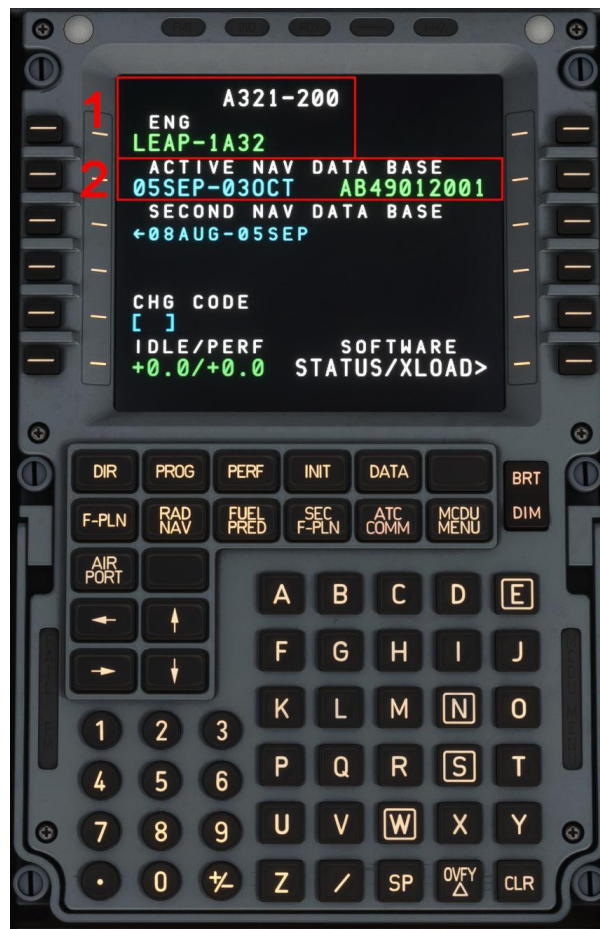 1
A321-200
ENG
LEAP-1A32
2
ACTIVE NAV DATA BASE
05SEP-03OCT AB49012001
SECOND NAV DATA BASE
←08AUG-05SEP
CHG CODE
[ ]
IDLE/PERF SOFTWARE
+0.0/+0.0 STATUS/XLOAD>
DIR PROG PERF INIT DATA
BRT
F-PLN RAD NAV FUEL PRED SEC F-PLN ATC COMM MCDU MENU
DIM
AIR PORT
← ↑
→ ↓
A B C D E
F G H I J
K L M N O
P Q R S T
U V W X Y
Z / SP OVFY △ CLR
1 2 3
4 5 6
7 8 9
. 0 +/-